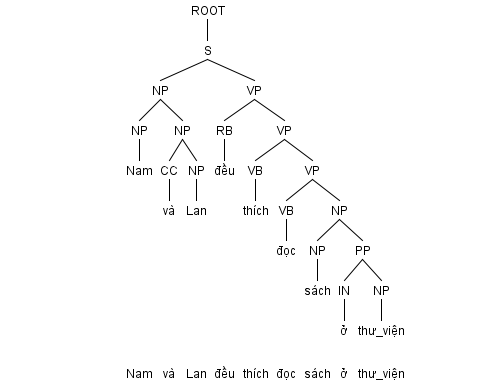 ROOT
S
NP VP
NP NP RB VP
Nam CC NP đều VB VP
và Lan thích VB NP
đọc NP PP
sách IN NP
ở thư_viện
Nam và Lan đều thích đọc sách ở thư_viện